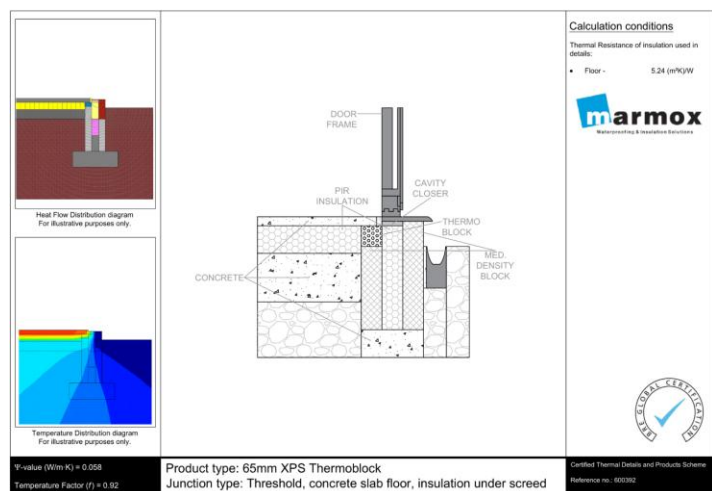 Heat Flow Distribution diagram
For illustrative purposes only.
Temperature Distribution diagram
For illustrative purposes only.
Ψ-value (W/m·K) = 0.058
Temperature Factor (f) = 0.92
DOOR
FRAME
PIR
INSULATION
CAVITY
CLOSER
THERMO
BLOCK
MED.
DENSITY
BLOCK
CONCRETE
Product type: 65mm XPS Thermoblock
Junction type: Threshold, concrete slab floor, insulation under screed
Calculation conditions
Thermal Resistance of insulation used in
details:
▪ Floor - 5.24 (m²K)/W
marmox
Waterproofing & Insulation Solutions
BRE GLOBAL CERTIFICATION
Certified Thermal Details and Products Scheme
Reference no.: 600392